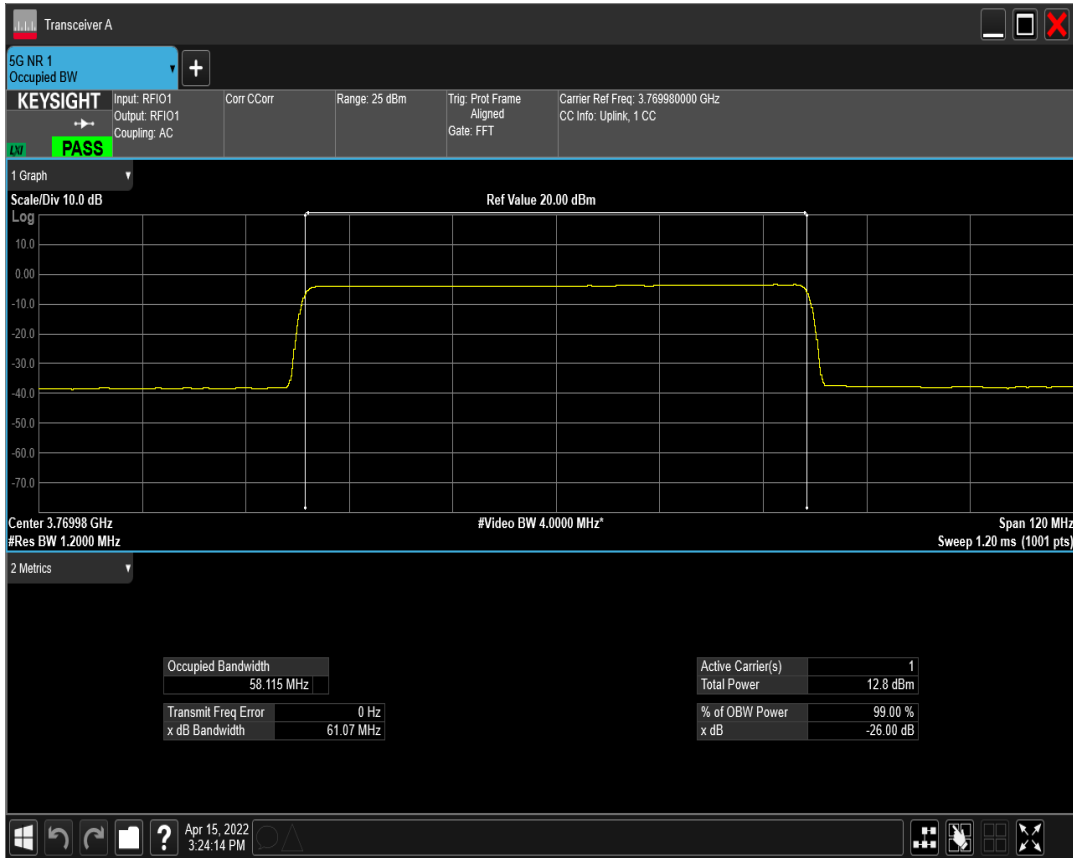 Transceiver A
5G NR 1
Occupied BW
KEYSIGHT
LXI
PASS
Input: RFIO1
Output: RFIO1
Coupling: AC
Corr CCorr
Range: 25 dBm
Trig: Prot Frame
Aligned
Gate: FFT
Carrier Ref Freq: 3.769980000 GHz
CC Info: Uplink, 1 CC
1 Graph
Scale/Div 10.0 dB
Ref Value 20.00 dBm
Log
10.0
0.00
-10.0
-20.0
-30.0
-40.0
-50.0
-60.0
-70.0
Center 3.76998 GHz
#Video BW 4.0000 MHz*
Span 120 MHz
#Res BW 1.2000 MHz
Sweep 1.20 ms (1001 pts)
2 Metrics
Occupied Bandwidth
58.115 MHz
Transmit Freq Error 0 Hz
x dB Bandwidth 61.07 MHz
Active Carrier(s) 1
Total Power 12.8 dBm
% of OBW Power 99.00 %
x dB -26.00 dB
Apr 15, 2022
3:24:14 PM